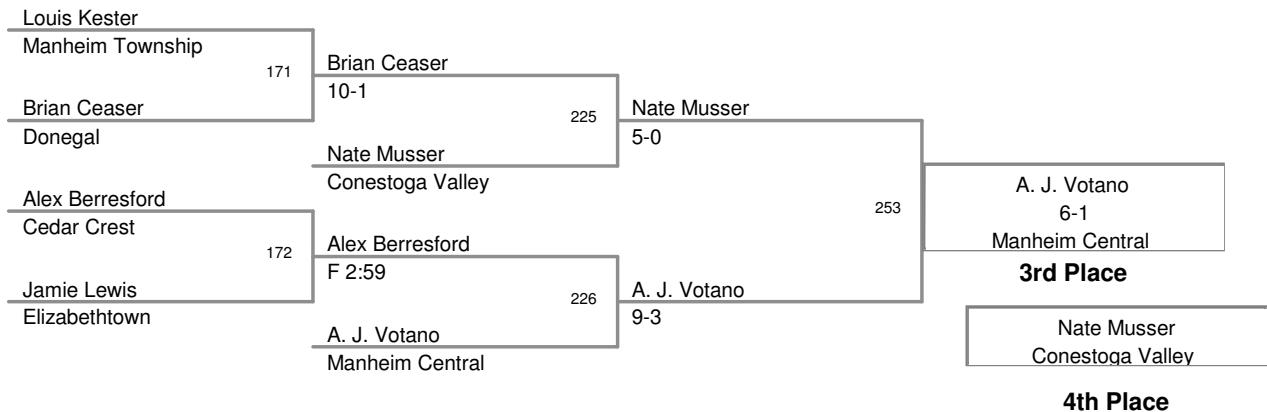 Louis Kester
Manheim Township
171
Brian Ceaser
10-1
Brian Ceaser
Donegal
225
Nate Musser
5-0
Nate Musser
Conestoga Valley
Alex Berresford
Cedar Crest
253
A. J. Votano
6-1
Manheim Central
3rd Place
172
Alex Berresford
F 2:59
Jamie Lewis
Elizabethtown
226
A. J. Votano
9-3
A. J. Votano
Manheim Central
Nate Musser
Conestoga Valley
4th Place